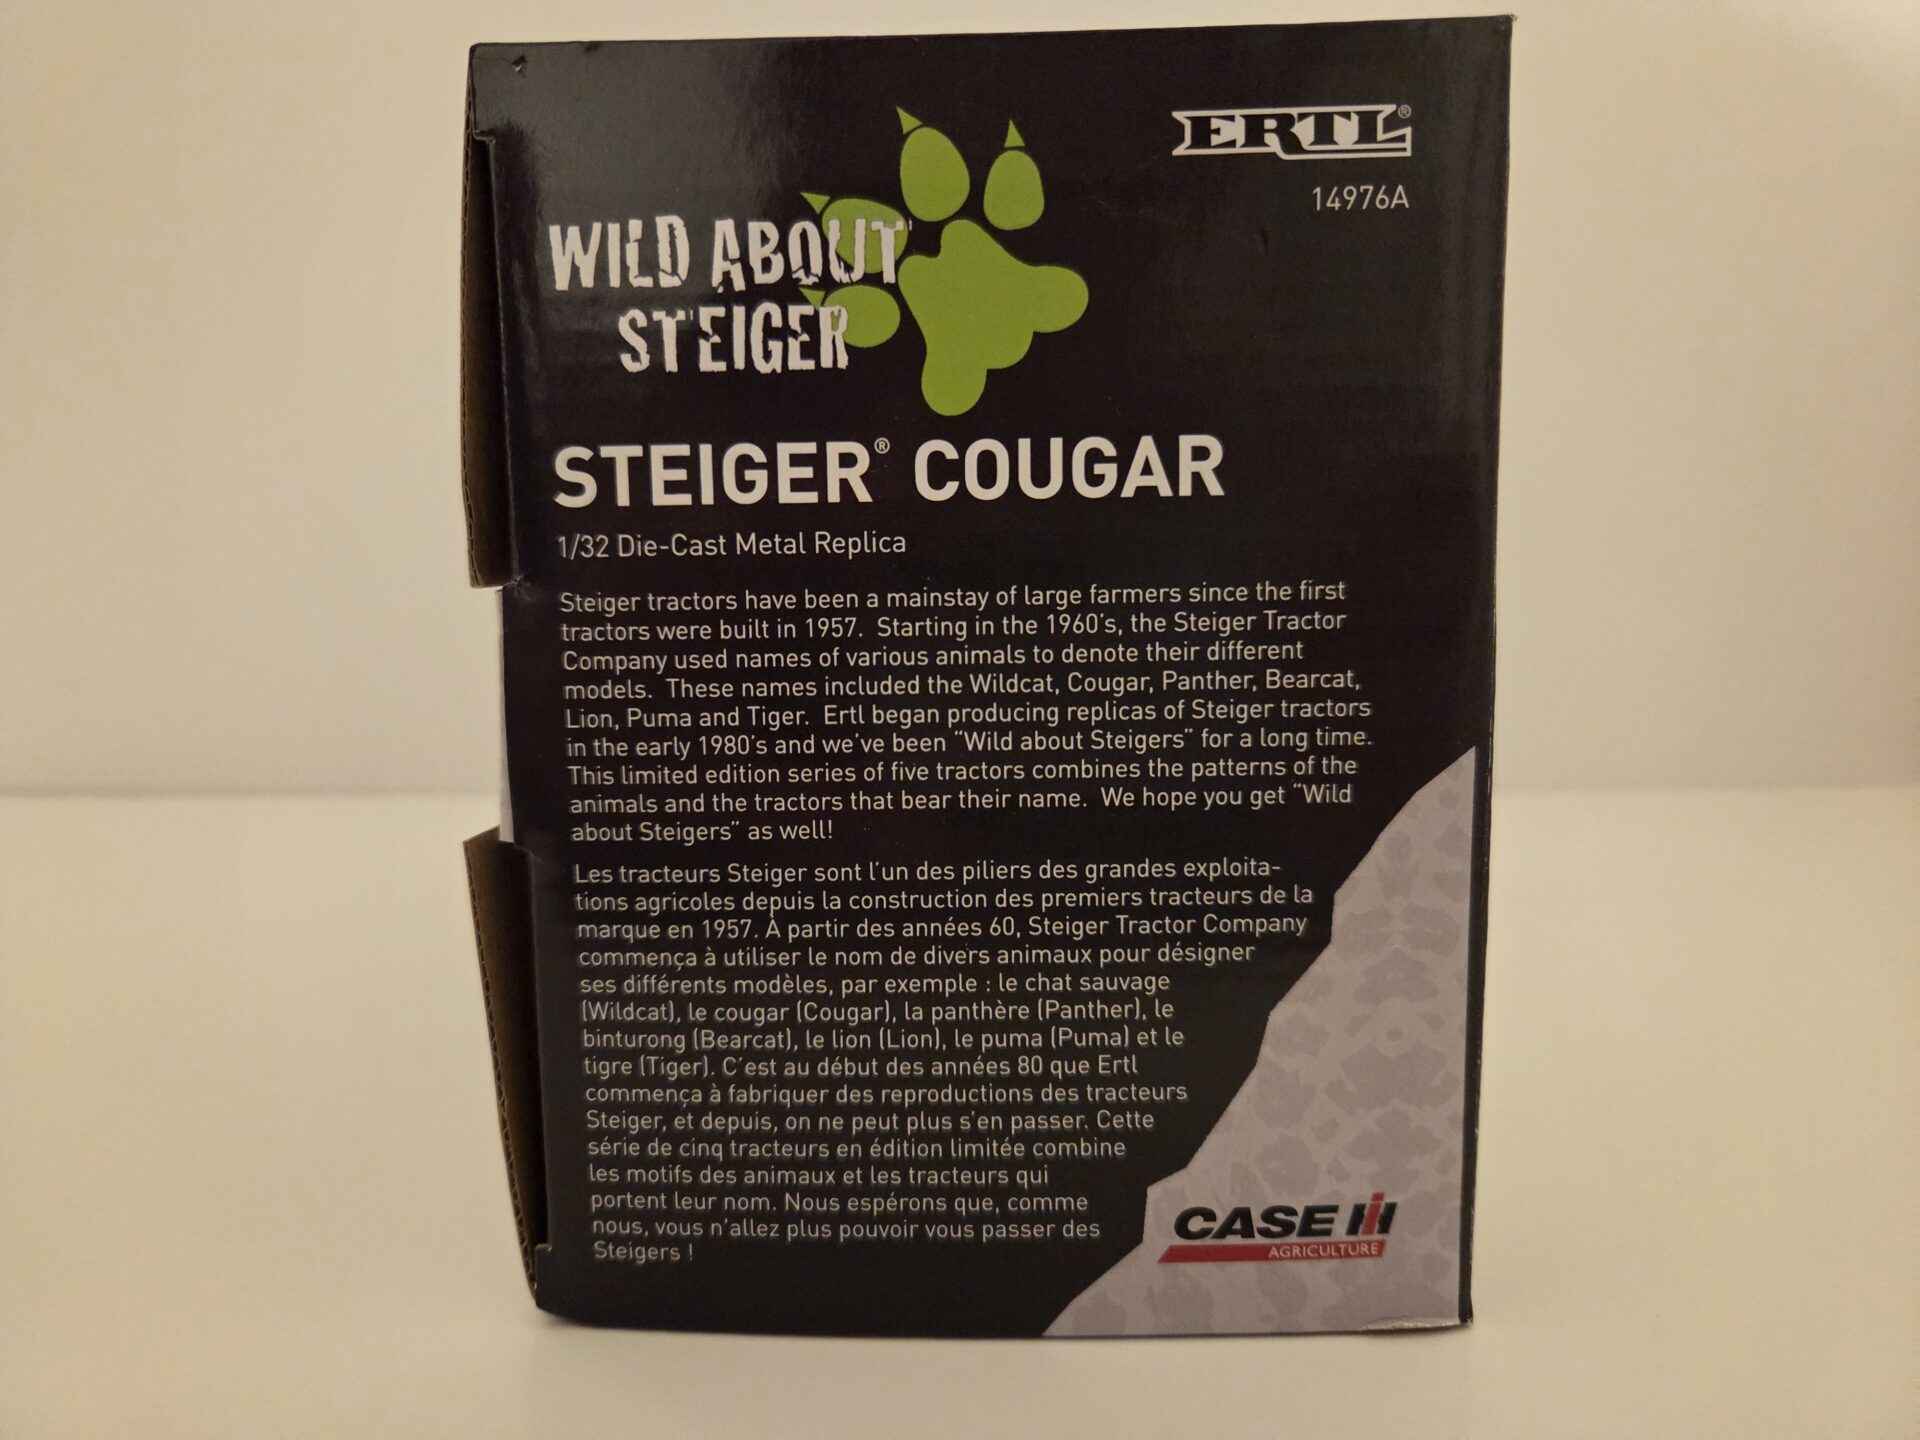 ERTL®
14976A
WILD ABOUT
STEIGER
STEIGER® COUGAR
1/32 Die-Cast Metal Replica
Steiger tractors have been a mainstay of large farmers since the first
tractors were built in 1957.  Starting in the 1960's, the Steiger Tractor
Company used names of various animals to denote their different
models.  These names included the Wildcat, Cougar, Panther, Bearcat,
Lion, Puma and Tiger.  Ertl began producing replicas of Steiger tractors
in the early 1980's and we've been "Wild about Steigers" for a long time.
This limited edition series of five tractors combines the patterns of the
animals and the tractors that bear their name.  We hope you get "Wild
about Steigers" as well!
Les tracteurs Steiger sont l'un des piliers des grandes exploita-
tions agricoles depuis la construction des premiers tracteurs de la
marque en 1957. À partir des années 60, Steiger Tractor Company
commença à utiliser le nom de divers animaux pour désigner
ses différents modèles, par exemple : le chat sauvage
(Wildcat), le cougar (Cougar), la panthère (Panther), le
binturong (Bearcat), le lion (Lion), le puma (Puma) et le
tigre (Tiger). C'est au début des années 80 que Ertl
commença à fabriquer des reproductions des tracteurs
Steiger, et depuis, on ne peut plus s'en passer. Cette
série de cinq tracteurs en édition limitée combine
les motifs des animaux et les tracteurs qui
portent leur nom. Nous espérons que, comme
nous, vous n'allez plus pouvoir vous passer des
Steigers !
CASE IH
AGRICULTURE